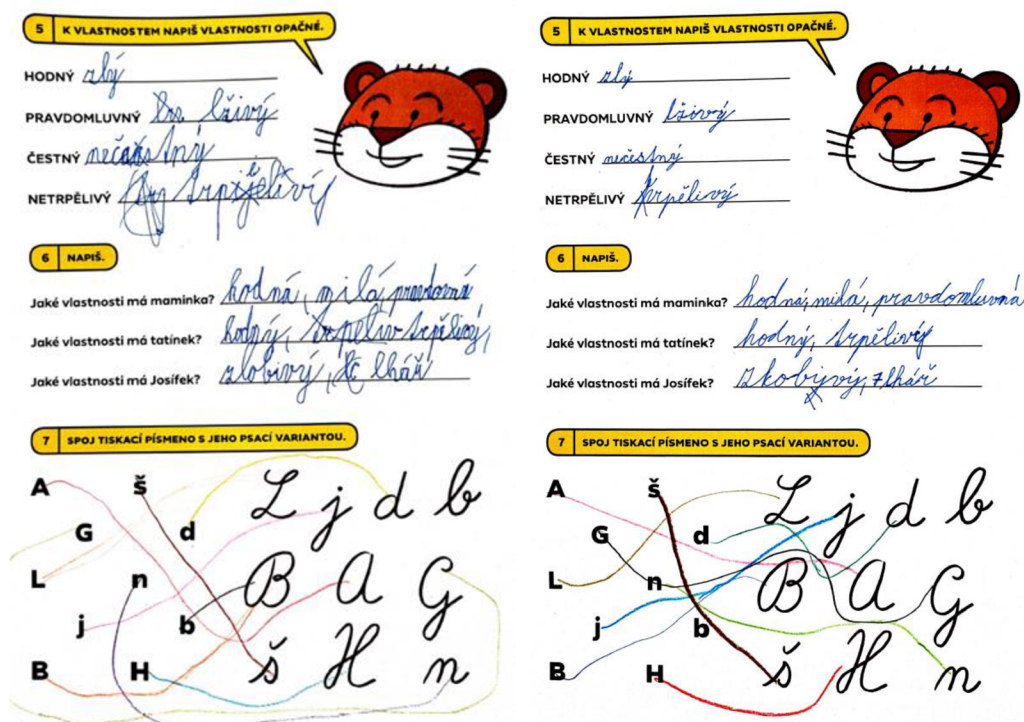 5 K VLASTNOSTEM NAPIŠ VLASTNOSTI OPAČNÉ.
HODNÝ zlý
PRAVDOMLUVNÝ lživý
ČESTNÝ nečestný
NETRPĚLIVÝ trpělivý
6 NAPIŠ.
Jaké vlastnosti má maminka? hodná, milá
Jaké vlastnosti má tatínek? hodný, trpělivý,
Jaké vlastnosti má Josífek? zlobivý, lhář
7 SPOJ TISKACÍ PÍSMENO S JEHO PSACÍ VARIANTOU.
A š L j d b
G d
L n B A G
j b
B H š H n
5 K VLASTNOSTEM NAPIŠ VLASTNOSTI OPAČNÉ.
HODNÝ zlý
PRAVDOMLUVNÝ lživý
ČESTNÝ nečestný
NETRPĚLIVÝ trpělivý
6 NAPIŠ.
Jaké vlastnosti má maminka? hodná, milá, pravdomluvná
Jaké vlastnosti má tatínek? hodný, trpělivý
Jaké vlastnosti má Josífek? lhář
7 SPOJ TISKACÍ PÍSMENO S JEHO PSACÍ VARIANTOU.
A š L j d b
G d
L n B A G
j b
B H š H n